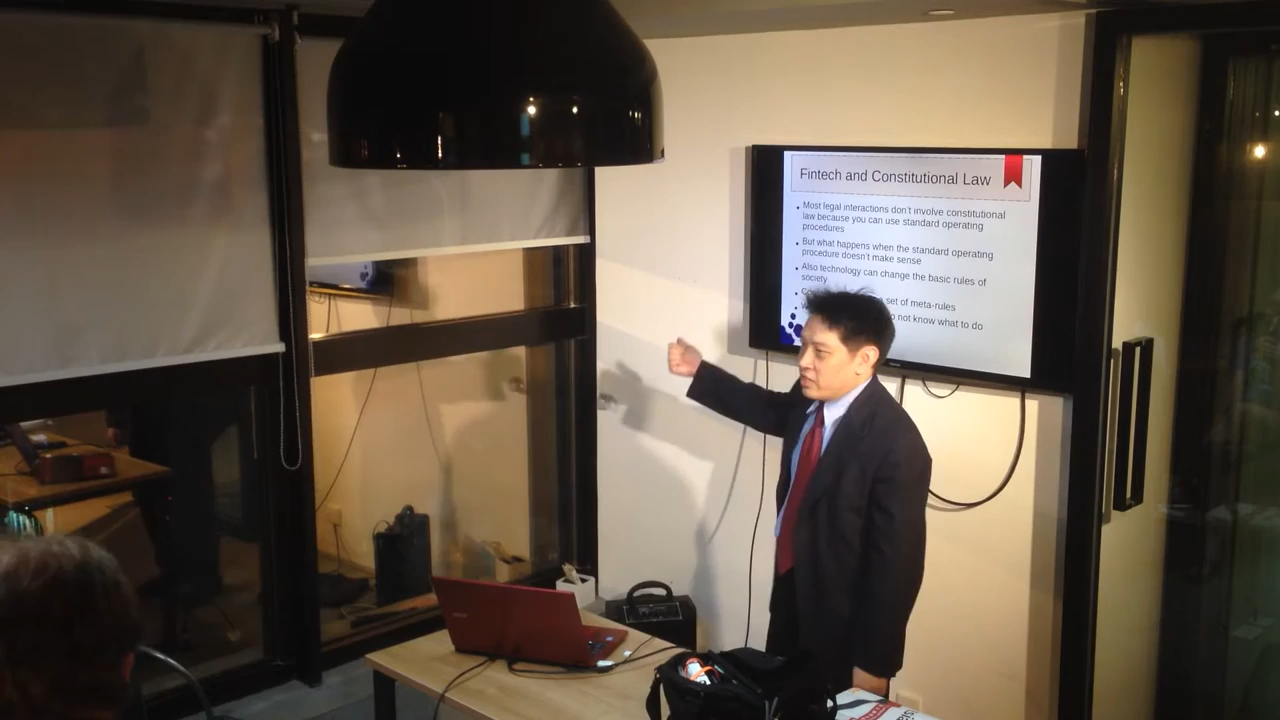 Fintech and Constitutional Law
Most legal interactions don't involve constitutional
law because you can use standard operating
procedures
But what happens when the standard operating
procedure doesn't make sense
Also technology can change the basic rules of
society
set of meta-rules
not know what to do